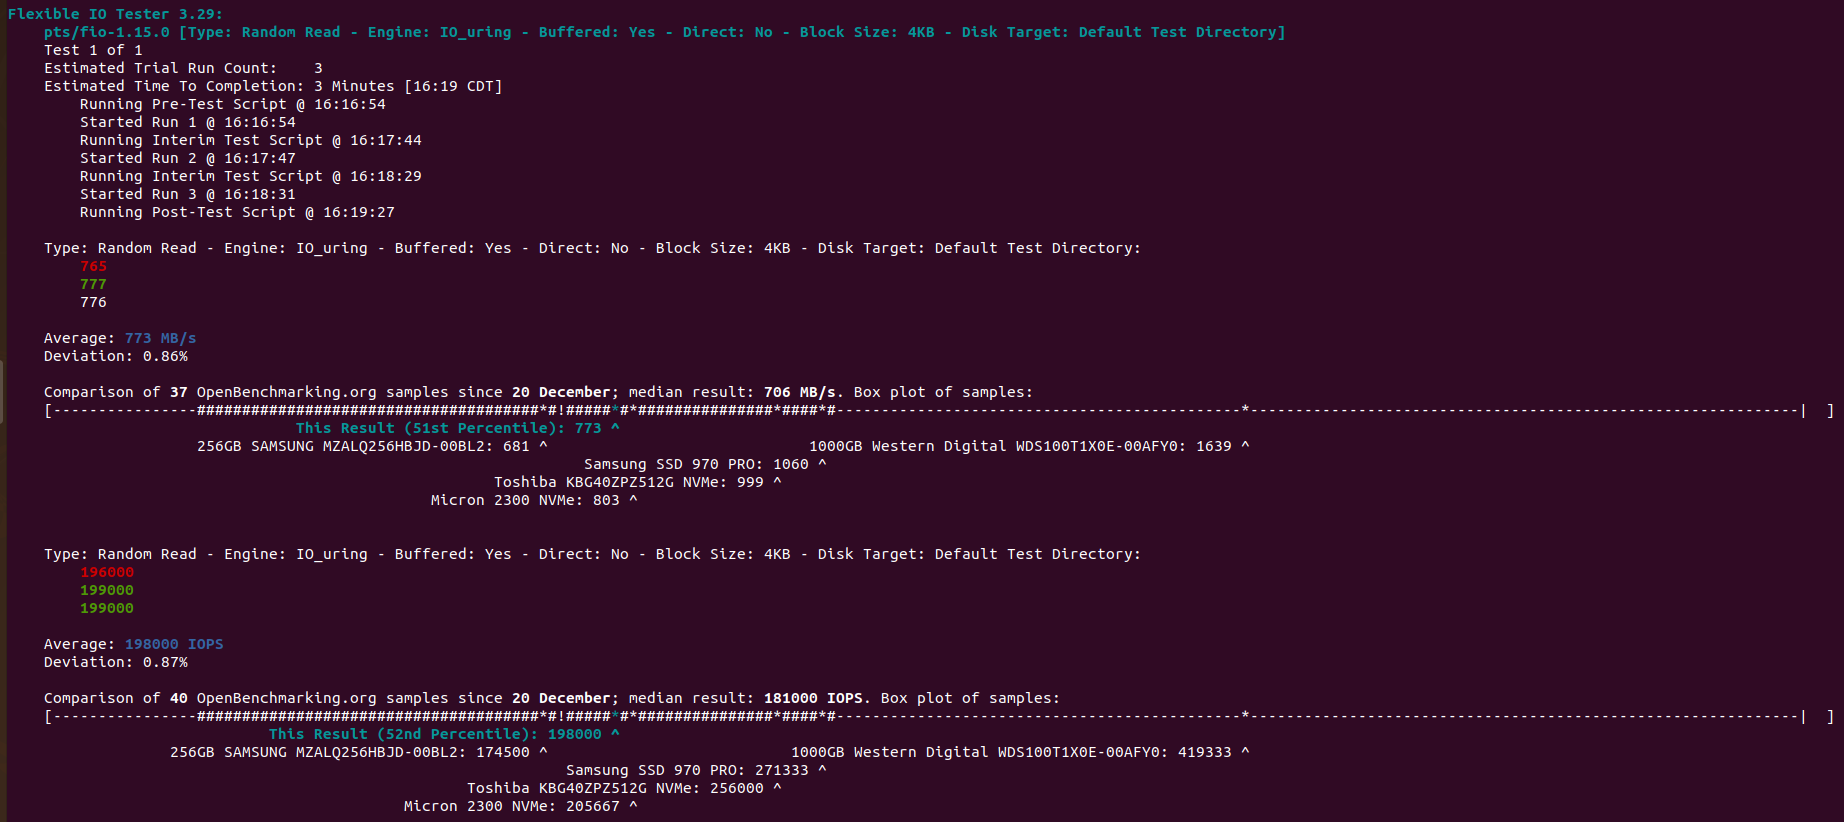 Flexible IO Tester 3.29:
pts/fio-1.15.0 [Type: Random Read - Engine: IO_uring - Buffered: Yes - Direct: No - Block Size: 4KB - Disk Target: Default Test Directory]
Test 1 of 1
Estimated Trial Run Count:    3
Estimated Time To Completion: 3 Minutes [16:19 CDT]
Running Pre-Test Script @ 16:16:54
Started Run 1 @ 16:16:54
Running Interim Test Script @ 16:17:44
Started Run 2 @ 16:17:47
Running Interim Test Script @ 16:18:29
Started Run 3 @ 16:18:31
Running Post-Test Script @ 16:19:27
Type: Random Read - Engine: IO_uring - Buffered: Yes - Direct: No - Block Size: 4KB - Disk Target: Default Test Directory:
765
777
776
Average: 773 MB/s
Deviation: 0.86%
Comparison of 37 OpenBenchmarking.org samples since 20 December; median result: 706 MB/s. Box plot of samples:
[----------------######################################*#!#####*#*###############*####*#---------------------------------------------*-------------------------------------------------------------|  ]
This Result (51st Percentile): 773 ^
256GB SAMSUNG MZALQ256HBJD-00BL2: 681 ^                             1000GB Western Digital WDS100T1X0E-00AFY0: 1639 ^
Samsung SSD 970 PRO: 1060 ^
Toshiba KBG40ZPZ512G NVMe: 999 ^
Micron 2300 NVMe: 803 ^
Type: Random Read - Engine: IO_uring - Buffered: Yes - Direct: No - Block Size: 4KB - Disk Target: Default Test Directory:
196000
199000
199000
Average: 198000 IOPS
Deviation: 0.87%
Comparison of 40 OpenBenchmarking.org samples since 20 December; median result: 181000 IOPS. Box plot of samples:
[----------------######################################*#!#####*#*###############*####*#---------------------------------------------*-------------------------------------------------------------|  ]
This Result (52nd Percentile): 198000 ^
256GB SAMSUNG MZALQ256HBJD-00BL2: 174500 ^                           1000GB Western Digital WDS100T1X0E-00AFY0: 419333 ^
Samsung SSD 970 PRO: 271333 ^
Toshiba KBG40ZPZ512G NVMe: 256000 ^
Micron 2300 NVMe: 205667 ^